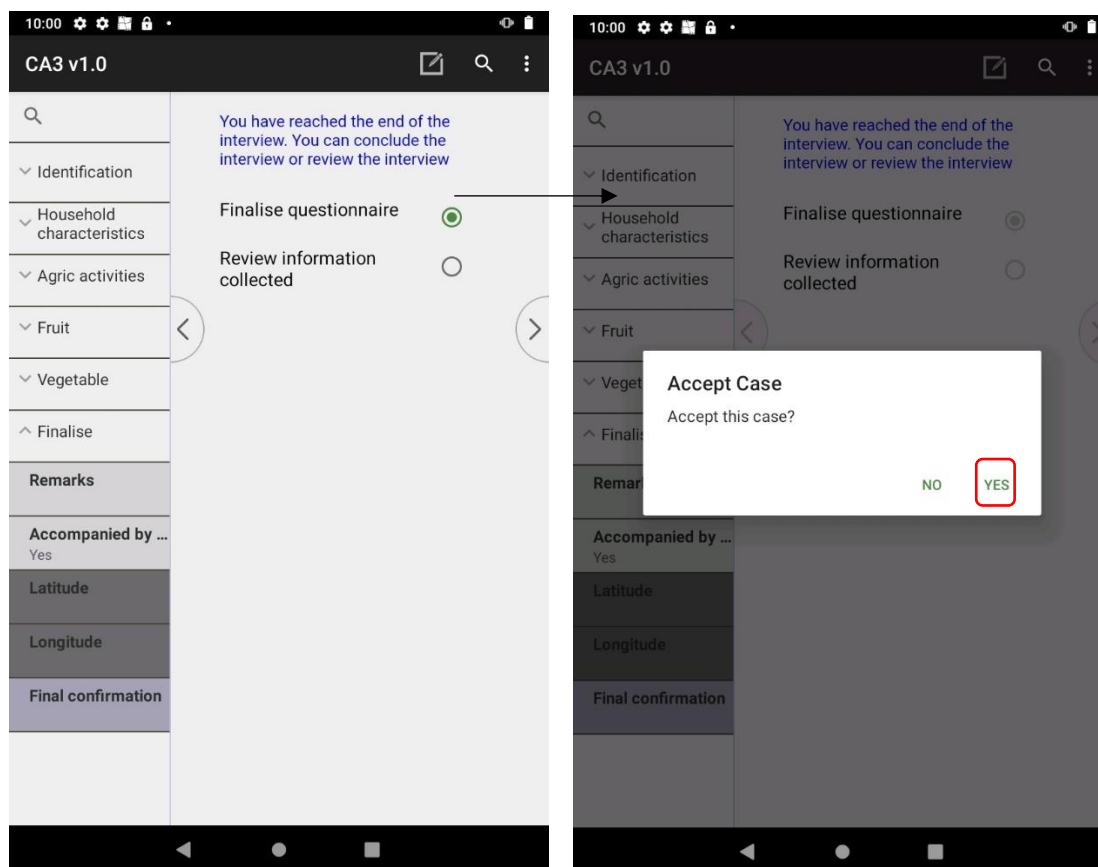 10:00
CA3 v1.0
Identification
Household
characteristics
Agric activities
Fruit
Vegetable
Finalise
Remarks
Accompanied by ...
Yes
Latitude
Longitude
Final confirmation
You have reached the end of the
interview. You can conclude the
interview or review the interview
Finalise questionnaire
Review information
collected
10:00
CA3 v1.0
Identification
Household
characteristics
Agric activities
Fruit
Veget
Finalis
Remar
Accompanied by ...
Yes
Latitude
Longitude
Final confirmation
You have reached the end of the
interview. You can conclude the
interview or review the interview
Finalise questionnaire
Review information
collected
Accept Case
Accept this case?
NO YES